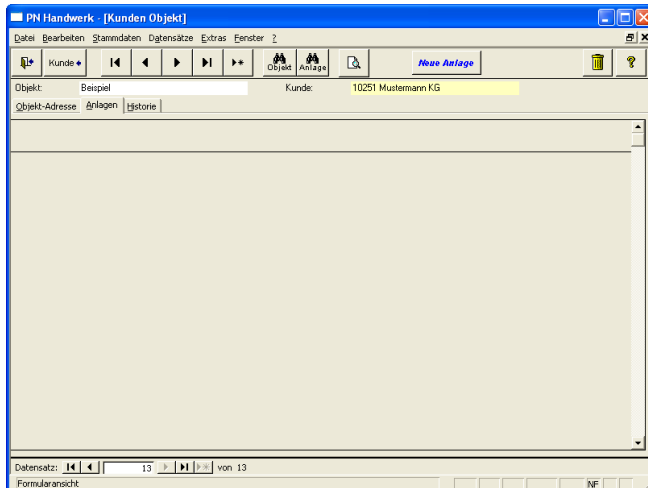 PN Handwerk - [Kunden Objekt]
Datei Bearbeiten Stammdaten Datensätze Extras Fenster ?
Kunde Objekt Anlage Neue Anlage ?
Objekt: Beispiel Kunde: 10251 Mustermann KG
Objekt-Adresse Anlagen Historie
Datensatz: 13 von 13
Formularansicht NF